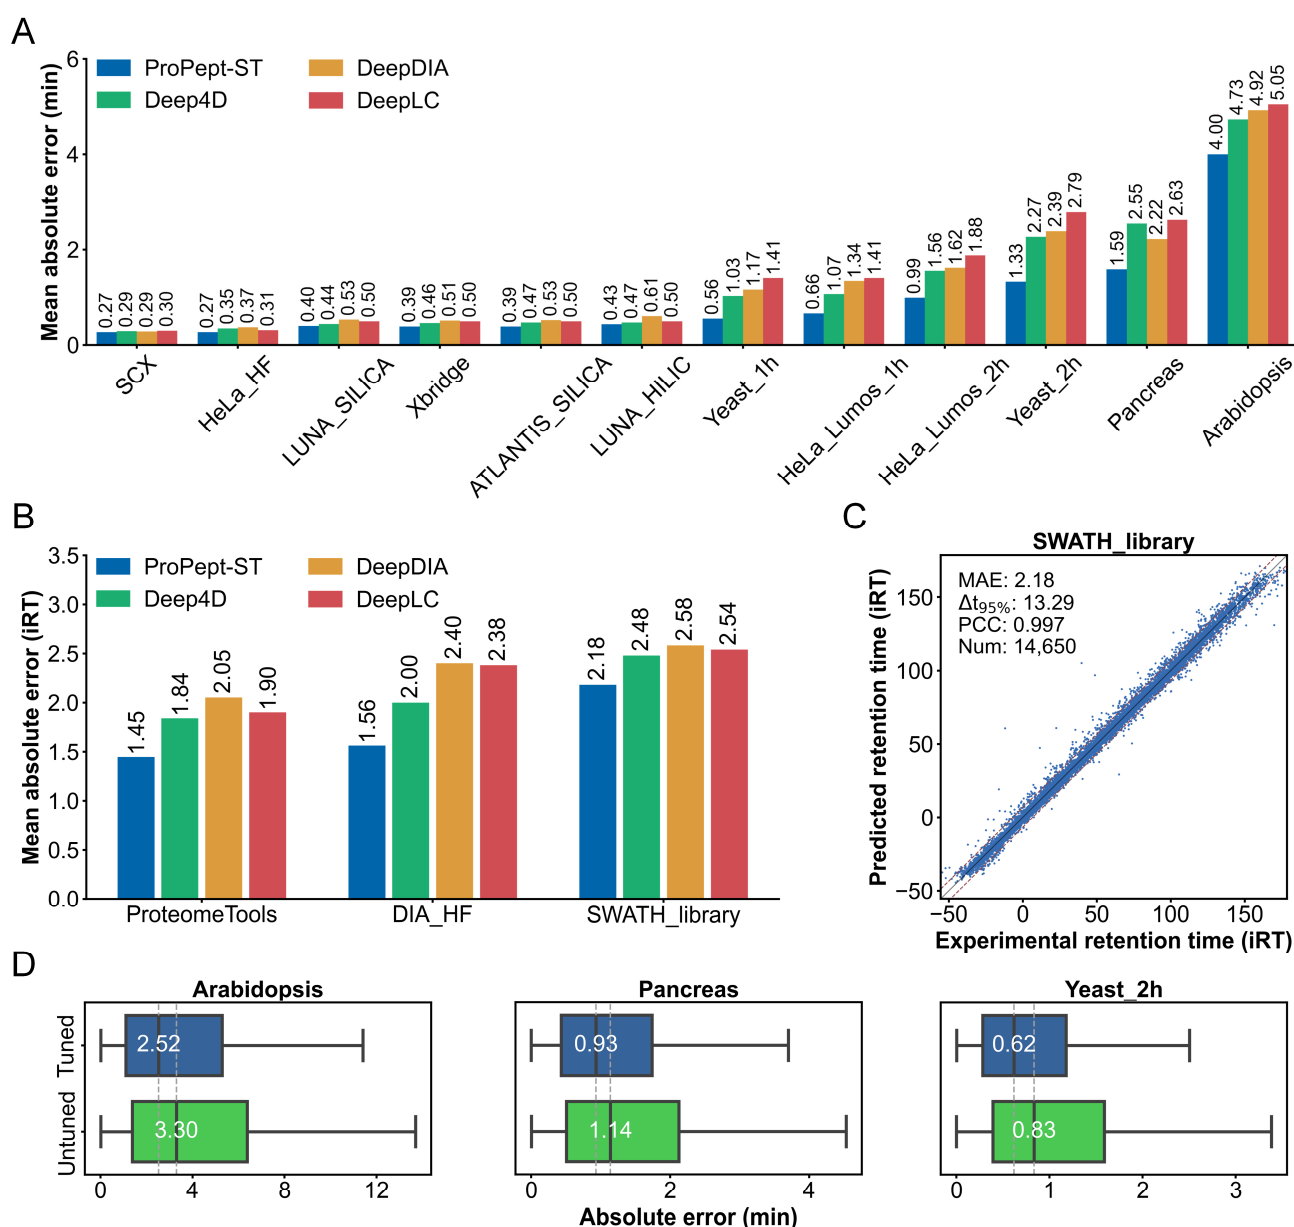 A
Mean absolute error (min)
6
4
2
0
ProPept-ST
Deep4D
DeepDIA
DeepLC
0.27 0.29 0.29 0.30
0.27 0.35 0.37 0.31
0.40 0.44 0.53 0.50
0.39 0.46 0.51 0.50
0.39 0.47 0.53 0.50
0.43 0.47 0.61 0.50
0.56 1.03 1.17 1.41
0.66 1.07 1.34 1.41
0.99 1.56 1.62 1.88
1.33 2.27 2.39 2.79
1.59 2.55 2.22 2.63
4.00 4.73 4.92 5.05
SCX
HeLa_HF
LUNA_SILICA
Xbridge
ATLANTIS_SILICA
LUNA_HILIC
Yeast_1h
HeLa_Lumos_1h
HeLa_Lumos_2h
Yeast_2h
Pancreas
Arabidopsis
B
Mean absolute error (iRT)
3.5
3.0
2.5
2.0
1.5
1.0
0.5
0.0
ProPept-ST
Deep4D
DeepDIA
DeepLC
1.45 1.84 2.05 1.90
1.56 2.00 2.40 2.38
2.18 2.48 2.58 2.54
ProteomeTools
DIA_HF
SWATH_library
C
SWATH_library
Predicted retention time (iRT)
150
100
50
0
−50
MAE: 2.18
Δt95%: 13.29
PCC: 0.997
Num: 14,650
−50 0 50 100 150
Experimental retention time (iRT)
D
Arabidopsis
Tuned
Untuned
2.52
3.30
0 4 8 12
Pancreas
0.93
1.14
0 2 4
Yeast_2h
0.62
0.83
0 1 2 3
Absolute error (min)